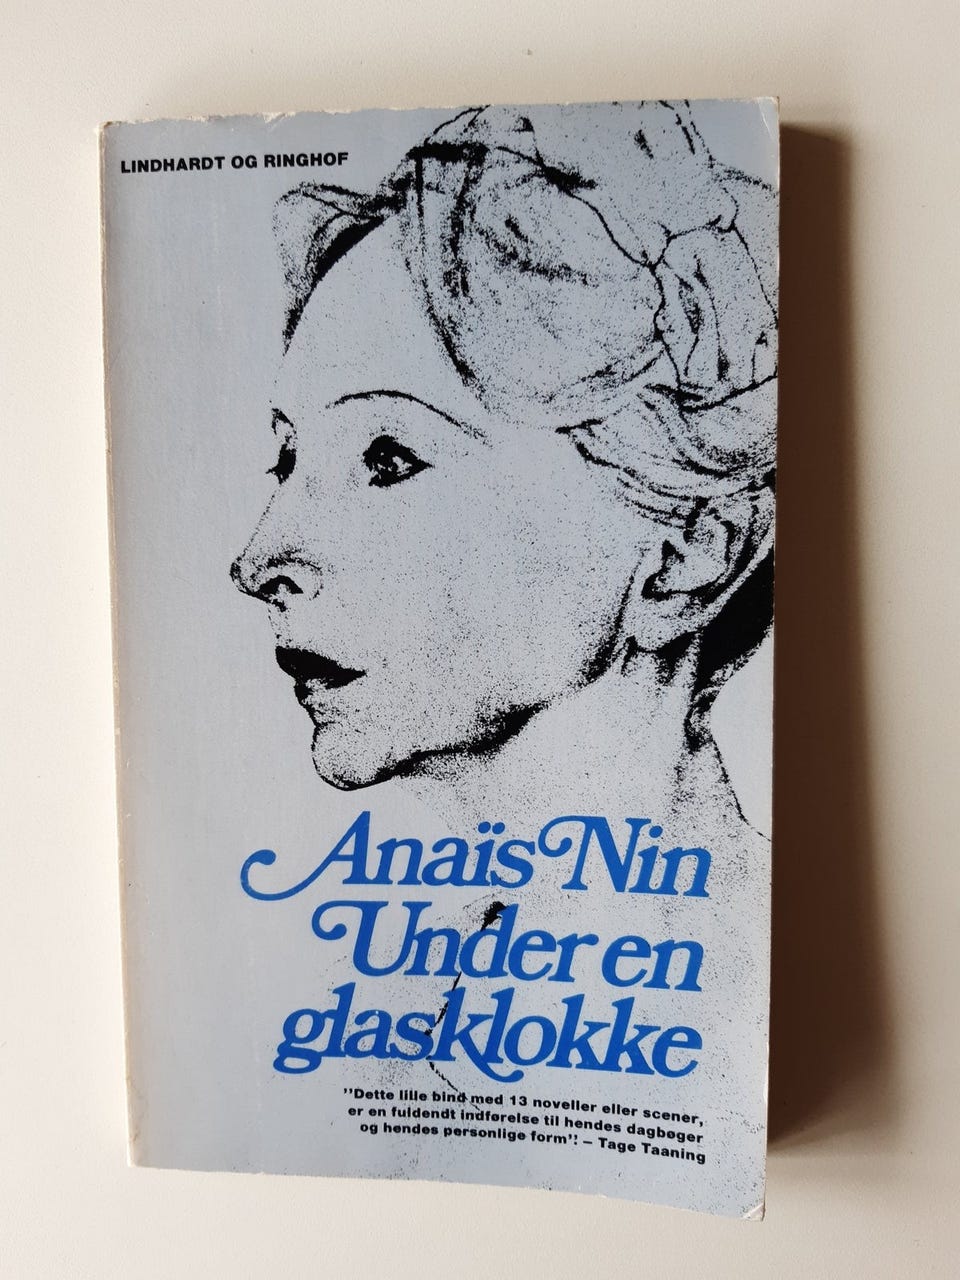 LINDHARDT OG RINGHOF
Anaïs Nin
Under en
glasklokke
"Dette lille bind med 13 noveller eller scener,
er en fuldendt indførelse til hendes dagbøger
og hendes personlige form". – Tage Taaning